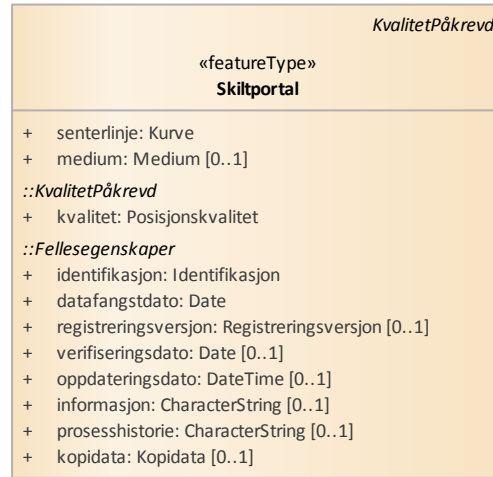 KvalitetPåkrevd
«featureType»
Skiltportal
+ senterlinje: Kurve
+ medium: Medium [0..1]
::KvalitetPåkrevd
+ kvalitet: Posisjonskvalitet
::Fellesegenskaper
+ identifikasjon: Identifikasjon
+ datafangstdato: Date
+ registreringsversjon: Registreringsversjon [0..1]
+ verifiseringsdato: Date [0..1]
+ oppdateringsdato: DateTime [0..1]
+ informasjon: CharacterString [0..1]
+ prosesshistorie: CharacterString [0..1]
+ kopidata: Kopidata [0..1]